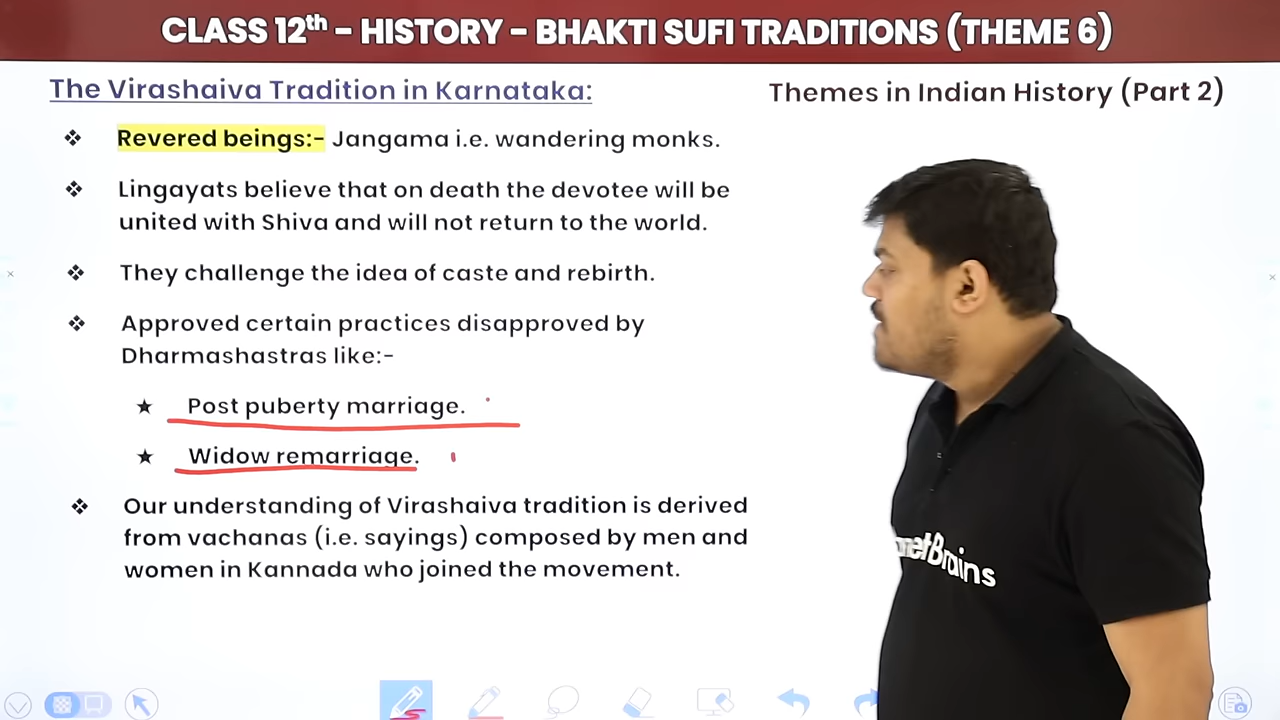 CLASS 12th - HISTORY - BHAKTI SUFI TRADITIONS (THEME 6)
The Virashaiva Tradition in Karnataka:
Themes in Indian History (Part 2)
❖ Revered beings:- Jangama i.e. wandering monks.
❖ Lingayats believe that on death the devotee will be
united with Shiva and will not return to the world.
❖ They challenge the idea of caste and rebirth.
❖ Approved certain practices disapproved by
Dharmashastras like:-
★ Post puberty marriage.
★ Widow remarriage.
❖ Our understanding of Virashaiva tradition is derived
from vachanas (i.e. sayings) composed by men and
women in Kannada who joined the movement.